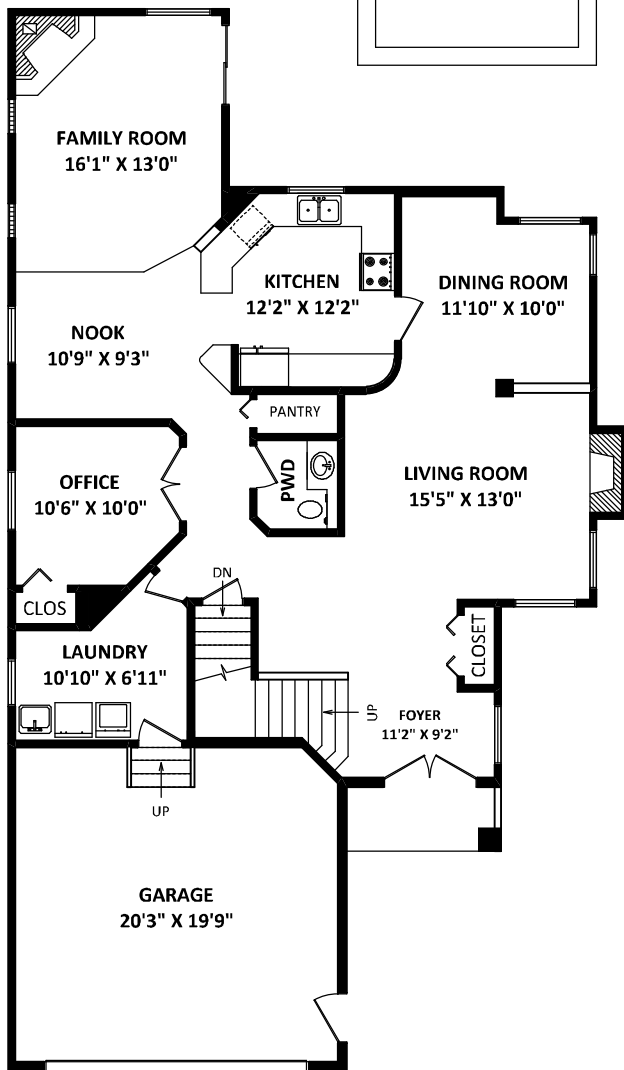 FAMILY ROOM
16'1" X 13'0"
KITCHEN
12'2" X 12'2"
DINING ROOM
11'10" X 10'0"
NOOK
10'9" X 9'3"
PANTRY
PWD
LIVING ROOM
15'5" X 13'0"
OFFICE
10'6" X 10'0"
DN
CLOS
LAUNDRY
10'10" X 6'11"
CLOSET
UP
FOYER
11'2" X 9'2"
UP
GARAGE
20'3" X 19'9"